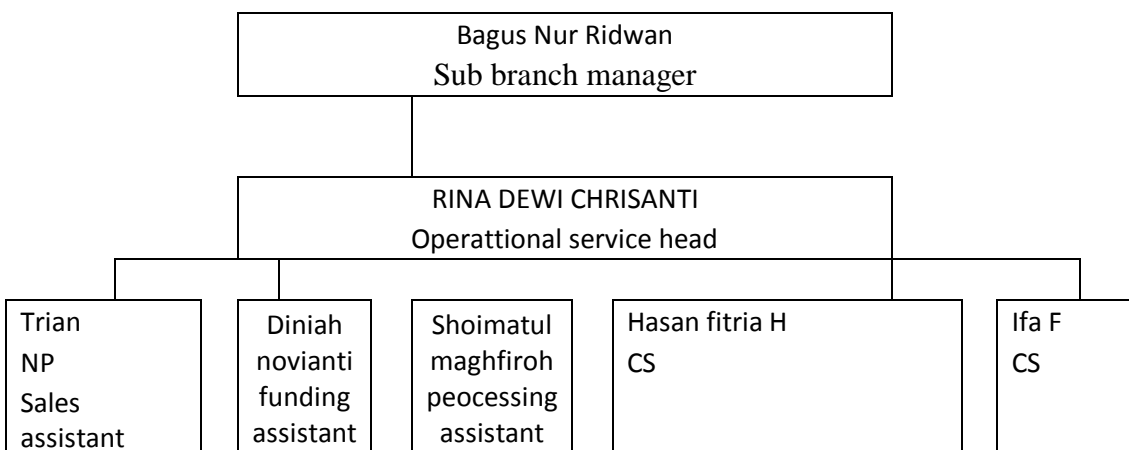 Bagus Nur Ridwan
Sub branch manager
RINA DEWI CHRISANTI
Operattional service head
Trian
NP
Sales
assistant
Diniah
novianti
funding
assistant
Shoimatul
maghfiroh
peocessing
assistant
Hasan fitria H
CS
Ifa F
CS